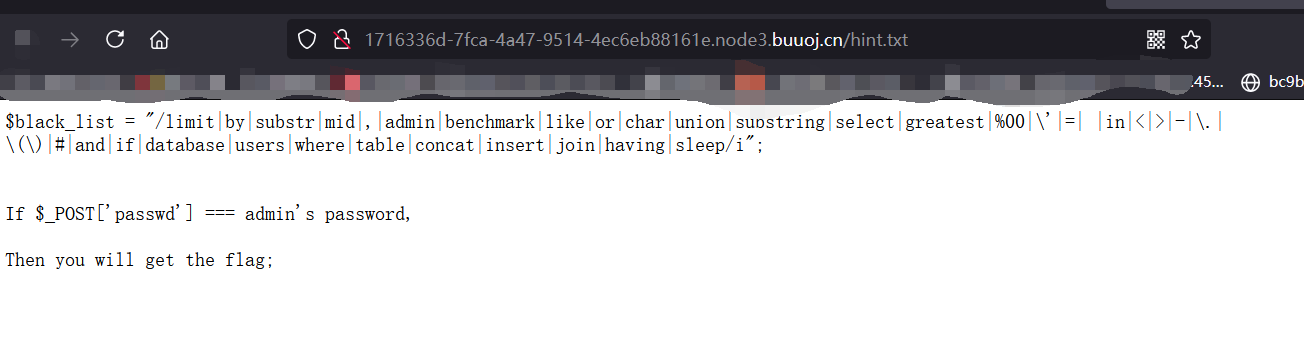 1716336d-7fca-4a47-9514-4ec6eb88161e.node3.buuoj.cn/hint.txt
.45... bc9b
$black_list = "/limit|by|substr|mid|,|admin|benchmark|like|or|char|union|substring|select|greatest|%00|\'|=| |in|<|>|-|\.|
\(\)|#|and|if|database|users|where|table|concat|insert|join|having|sleep/i";
If $_POST['passwd'] === admin's password,
Then you will get the flag;